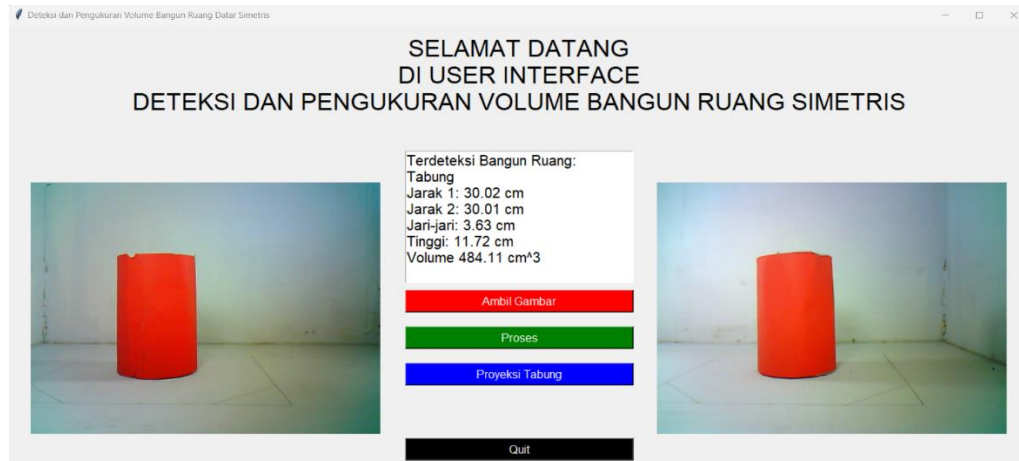 Deteksi dan Pengukuran Volume Bangun Ruang Datar Simetris
SELAMAT DATANG
DI USER INTERFACE
DETEKSI DAN PENGUKURAN VOLUME BANGUN RUANG SIMETRIS
Terdeteksi Bangun Ruang:
Tabung
Jarak 1: 30.02 cm
Jarak 2: 30.01 cm
Jari-jari: 3.63 cm
Tinggi: 11.72 cm
Volume 484.11 cm^3
Ambil Gambar
Proses
Proyeksi Tabung
Quit